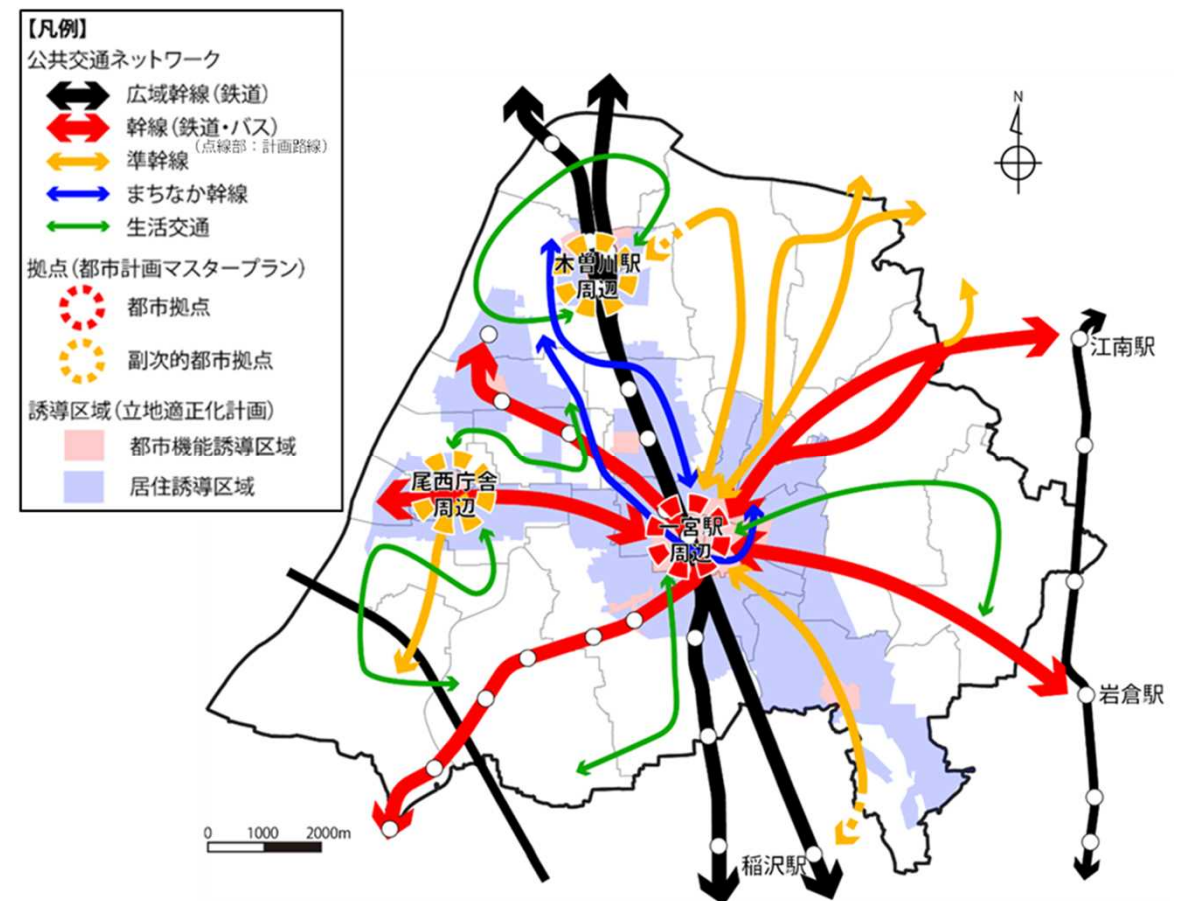 【凡例】
公共交通ネットワーク
広域幹線（鉄道）
幹線（鉄道・バス）
（点線部：計画路線）
準幹線
まちなか幹線
生活交通
拠点（都市計画マスタープラン）
都市拠点
副次的都市拠点
誘導区域（立地適正化計画）
都市機能誘導区域
居住誘導区域
N
木曽川駅
周辺
江南駅
尾西庁舎
周辺
一宮駅
周辺
岩倉駅
0 1000 2000m
稲沢駅